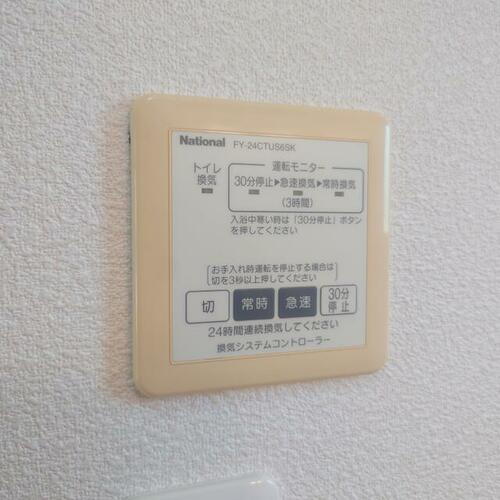 National FY-24CTUS6SK
トイレ
換気
運転モニター
30分停止▶急速換気▶常時換気
(3時間)
入浴中寒い時は「30分停止」ボタン
を押してください
お手入れ時運転を停止する場合は
切を3秒以上押してください
切 常時 急速 30分
停止
24時間連続換気してください
換気システムコントローラー